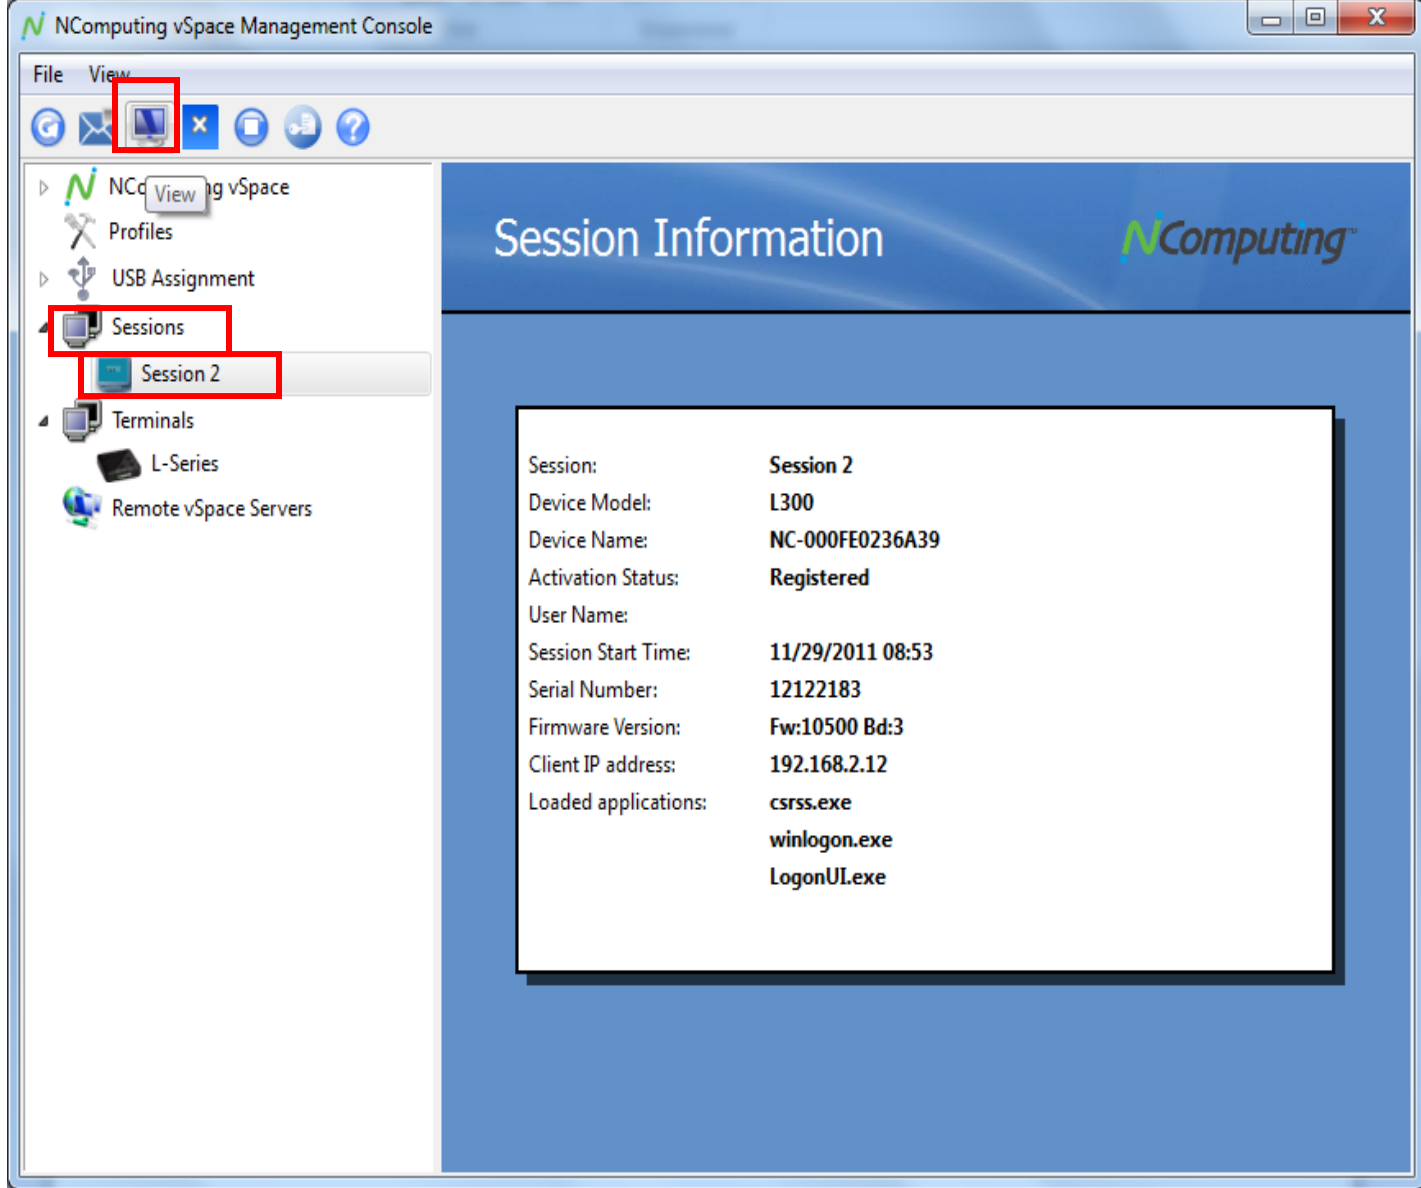 NComputing vSpace Management Console
File View
NComputing vSpace
View
Profiles
USB Assignment
Sessions
Session 2
Terminals
L-Series
Remote vSpace Servers
Session Information
NComputing™
Session: Session 2
Device Model: L300
Device Name: NC-000FE0236A39
Activation Status: Registered
User Name:
Session Start Time: 11/29/2011 08:53
Serial Number: 12122183
Firmware Version: Fw:10500 Bd:3
Client IP address: 192.168.2.12
Loaded applications: csrss.exe
winlogon.exe
LogonUI.exe